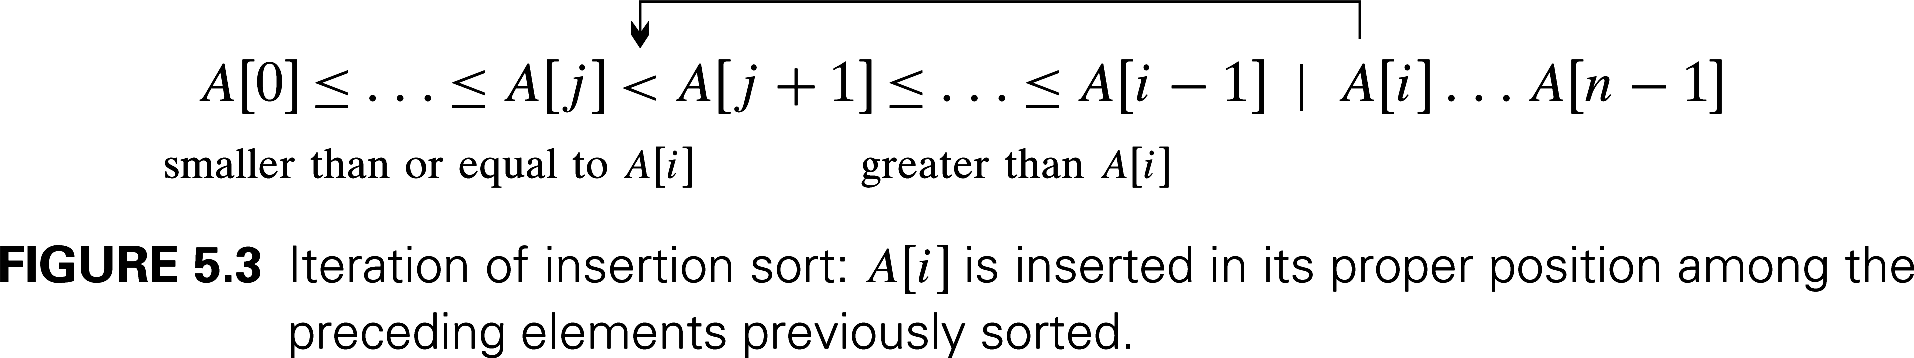 A[0] ≤ . . . ≤ A[j] < A[j + 1] ≤ . . . ≤ A[i − 1] | A[i] . . . A[n − 1]
smaller than or equal to A[i] greater than A[i]
FIGURE 5.3 Iteration of insertion sort: A[i] is inserted in its proper position among the
preceding elements previously sorted.